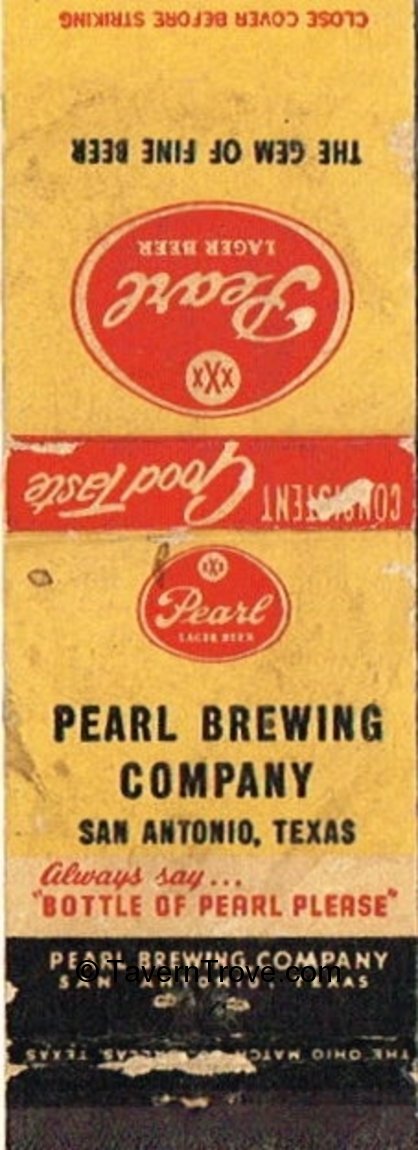 CLOSE COVER BEFORE STRIKING
THE GEM OF FINE BEER
LAGER BEER
Pearl
XXX
CONSISTENT Good Taste
XXX
Pearl
LAGER BEER
PEARL BREWING
COMPANY
SAN ANTONIO, TEXAS
Always say...
"BOTTLE OF PEARL PLEASE"
PEARL BREWING COMPANY
© TavernTrove.com
THE OHIO MATCH TEXAS